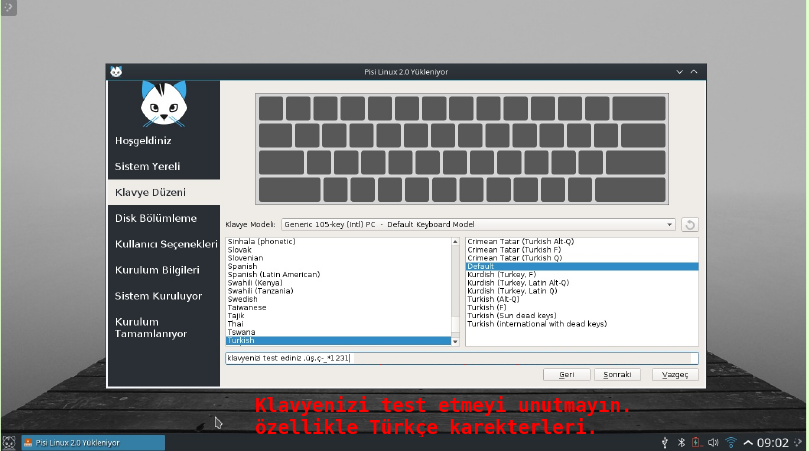 Pisi Linux 2.0 Yükleniyor
Hoşgeldiniz
Sistem Yereli
Klavye Düzeni
Disk Bölümleme
Kullanıcı Seçenekleri
Kurulum Bilgileri
Sistem Kuruluyor
Kurulum
Tamamlanıyor
Klavye Modeli:
Generic 105-key (Intl) PC - Default Keyboard Model
Sinhala (phonetic)
Slovak
Slovenian
Spanish
Spanish (Latin American)
Swahili (Kenya)
Swahili (Tanzania)
Swedish
Taiwanese
Tajik
Thai
Tswana
Turkish
Crimean Tatar (Turkish Alt-Q)
Crimean Tatar (Turkish F)
Crimean Tatar (Turkish Q)
Default
Kurdish (Turkey, F)
Kurdish (Turkey, Latin Alt-Q)
Kurdish (Turkey, Latin Q)
Turkish (Alt-Q)
Turkish (F)
Turkish (Sun dead keys)
Turkish (international with dead keys)
klavyenizi test ediniz .üş,ç-_*1231
Geri
Sonraki
Vazgeç
Klavyenizi test etmeyi unutmayın.
özellikle Türkçe karekterleri.
Pisi Linux 2.0 Yükleniyor
09:02